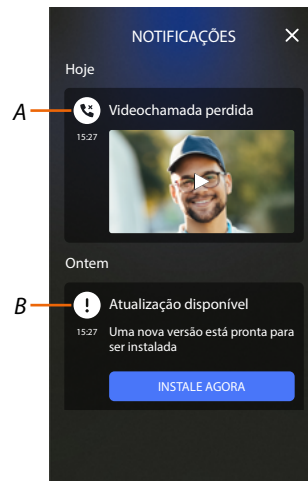 NOTIFICAÇÕES
Hoje
A
Videochamada perdida
15:27
Ontem
B
Atualização disponível
15:27
Uma nova versão está pronta para
ser instalada
INSTALE AGORA